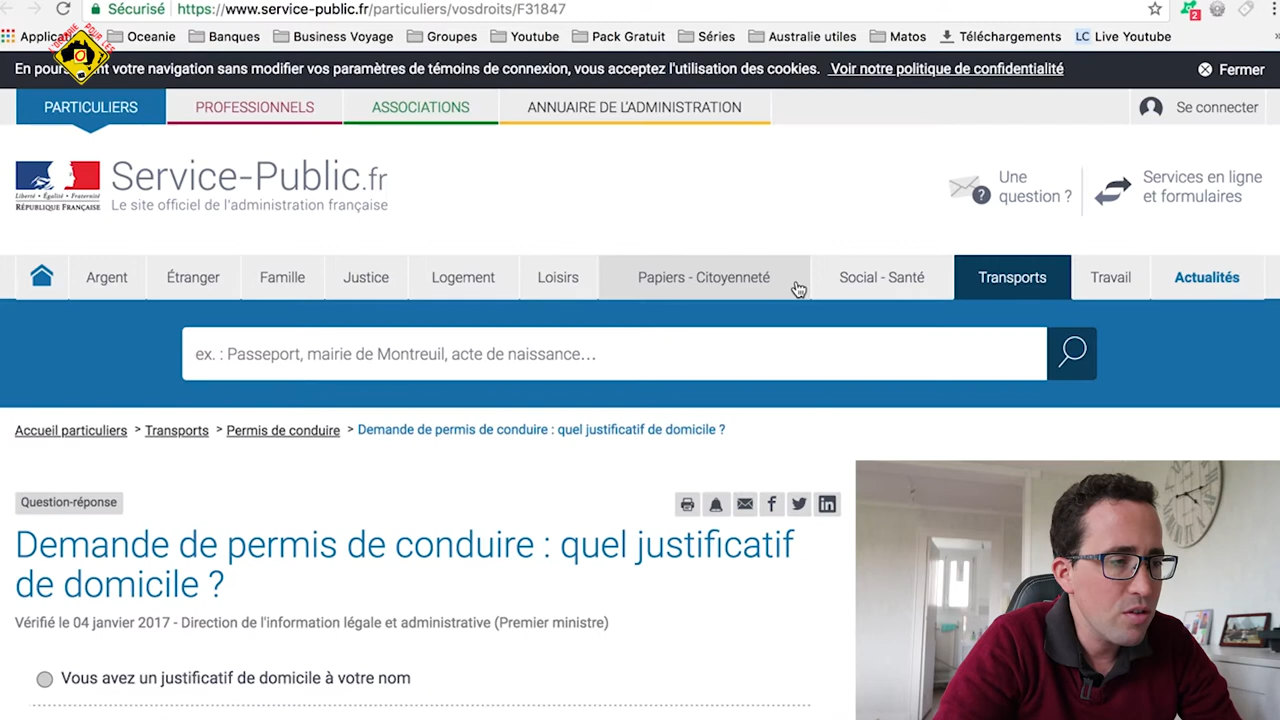 Sécurisé https://www.service-public.fr/particuliers/vosdroits/F31847
Oceanie Banques Business Voyage Groupes Youtube Pack Gratuit Séries Australie utiles Matos Téléchargements LC Live Youtube »
En poursuivant votre navigation sans modifier vos paramètres de témoins de connexion, vous acceptez l'utilisation des cookies. Voir notre politique de confidentialité Fermer
PARTICULIERS PROFESSIONNELS ASSOCIATIONS ANNUAIRE DE L'ADMINISTRATION Se connecter
Service-Public.fr
Le site officiel de l'administration française
Liberté • Égalité • Fraternité
RÉPUBLIQUE FRANÇAISE
Une question ?
Services en ligne et formulaires
Argent Étranger Famille Justice Logement Loisirs Papiers - Citoyenneté Social - Santé Transports Travail Actualités
ex. : Passeport, mairie de Montreuil, acte de naissance…
Accueil particuliers > Transports > Permis de conduire > Demande de permis de conduire : quel justificatif de domicile ?
Question-réponse
Demande de permis de conduire : quel justificatif
de domicile ?
Vérifié le 04 janvier 2017 - Direction de l'information légale et administrative (Premier ministre)
Vous avez un justificatif de domicile à votre nom